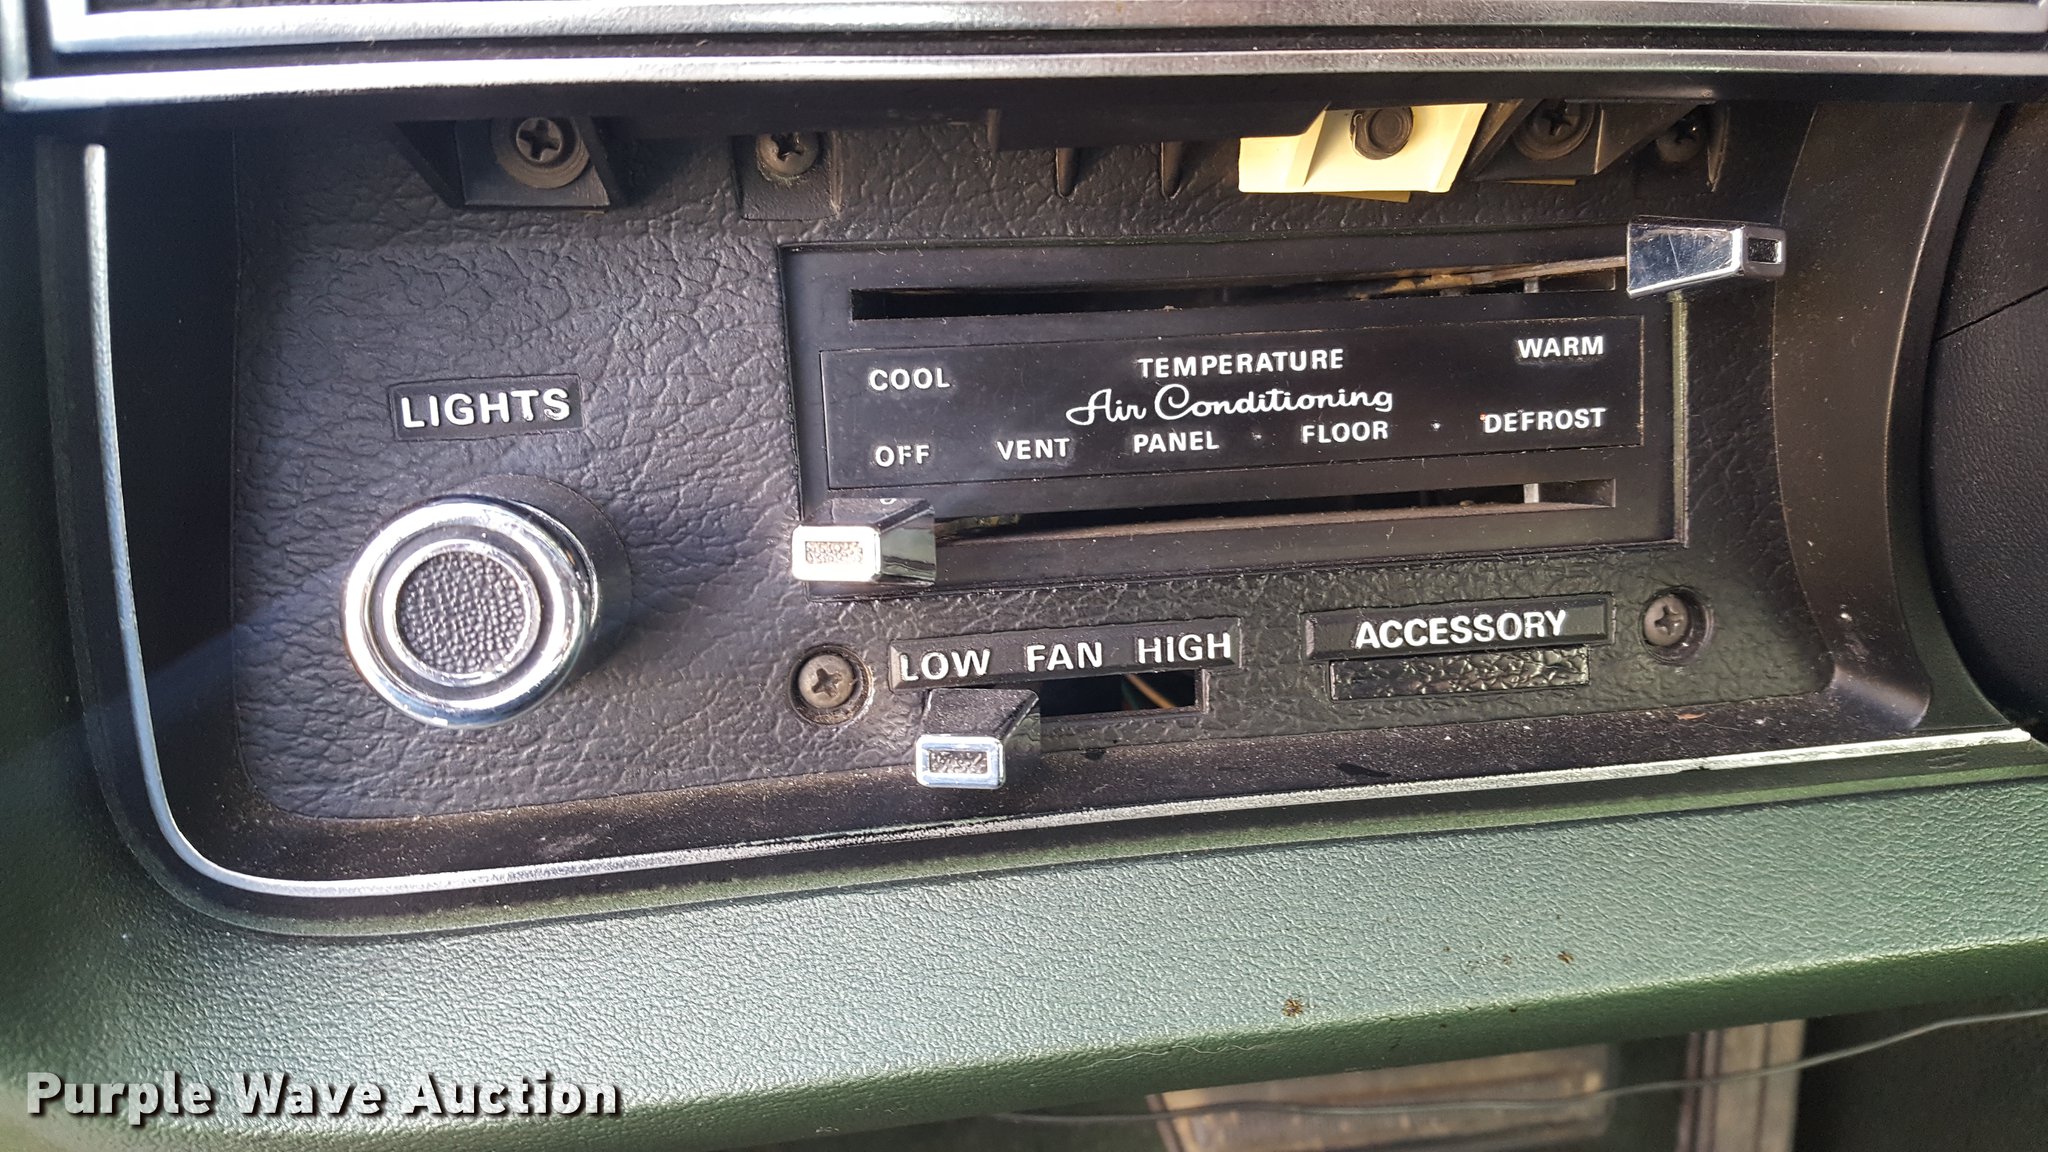 LIGHTS
COOL TEMPERATURE WARM
Air Conditioning
OFF VENT PANEL · FLOOR · DEFROST
LOW FAN HIGH
ACCESSORY
Purple Wave Auction